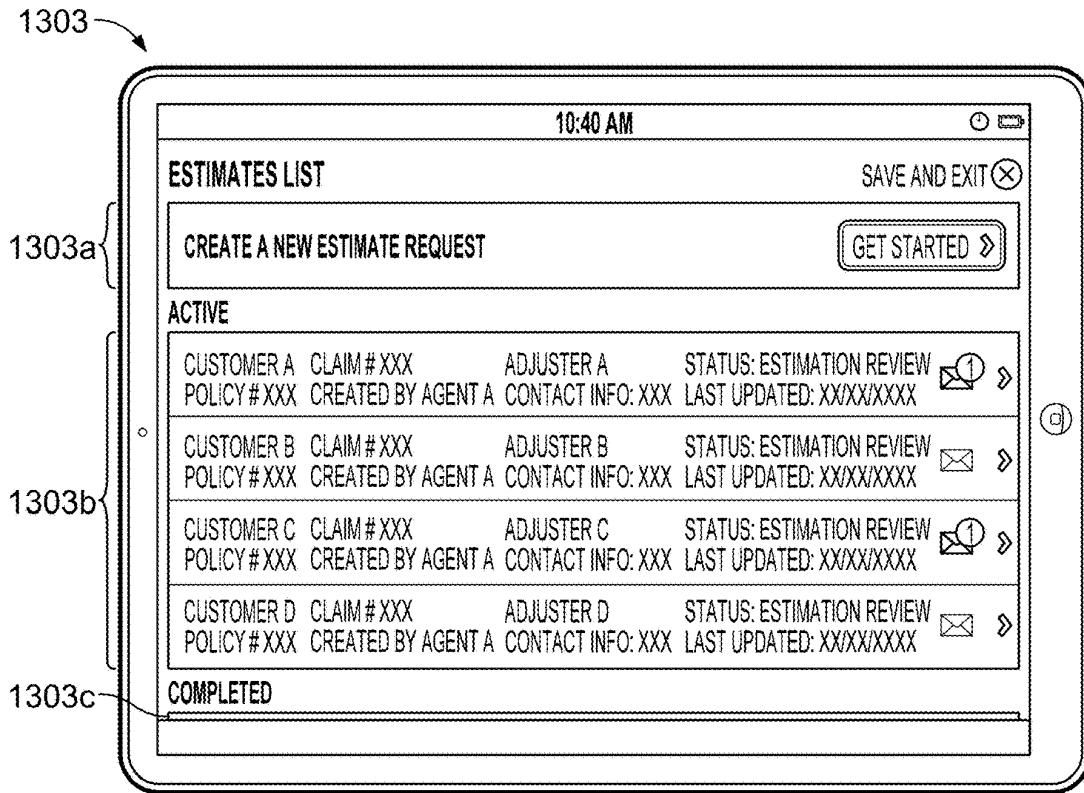 1303
10:40 AM
ESTIMATES LIST SAVE AND EXIT
1303a
CREATE A NEW ESTIMATE REQUEST GET STARTED
ACTIVE
1303b
CUSTOMER A CLAIM # XXX ADJUSTER A STATUS: ESTIMATION REVIEW 1
POLICY # XXX CREATED BY AGENT A CONTACT INFO: XXX LAST UPDATED: XX/XX/XXXX
CUSTOMER B CLAIM # XXX ADJUSTER B STATUS: ESTIMATION REVIEW
POLICY # XXX CREATED BY AGENT A CONTACT INFO: XXX LAST UPDATED: XX/XX/XXXX
CUSTOMER C CLAIM # XXX ADJUSTER C STATUS: ESTIMATION REVIEW 1
POLICY # XXX CREATED BY AGENT A CONTACT INFO: XXX LAST UPDATED: XX/XX/XXXX
CUSTOMER D CLAIM # XXX ADJUSTER D STATUS: ESTIMATION REVIEW
POLICY # XXX CREATED BY AGENT A CONTACT INFO: XXX LAST UPDATED: XX/XX/XXXX
1303c
COMPLETED